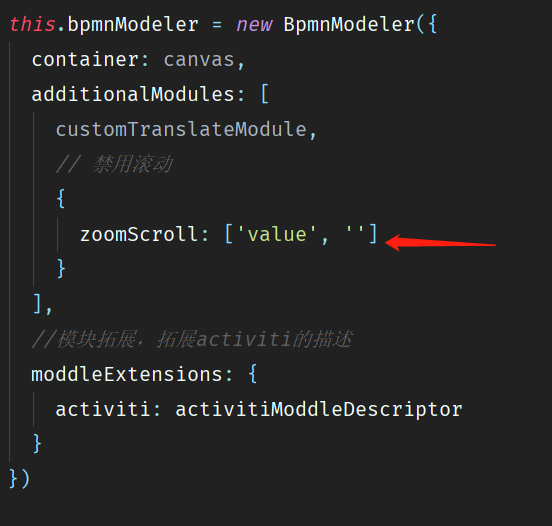 this.bpmnModeler = new BpmnModeler({
container: canvas,
additionalModules: [
customTranslateModule,
// 禁用滚动
{
zoomScroll: ['value', '']
}
],
//模块拓展，拓展activiti的描述
moddleExtensions: {
activiti: activitiModdleDescriptor
}
})